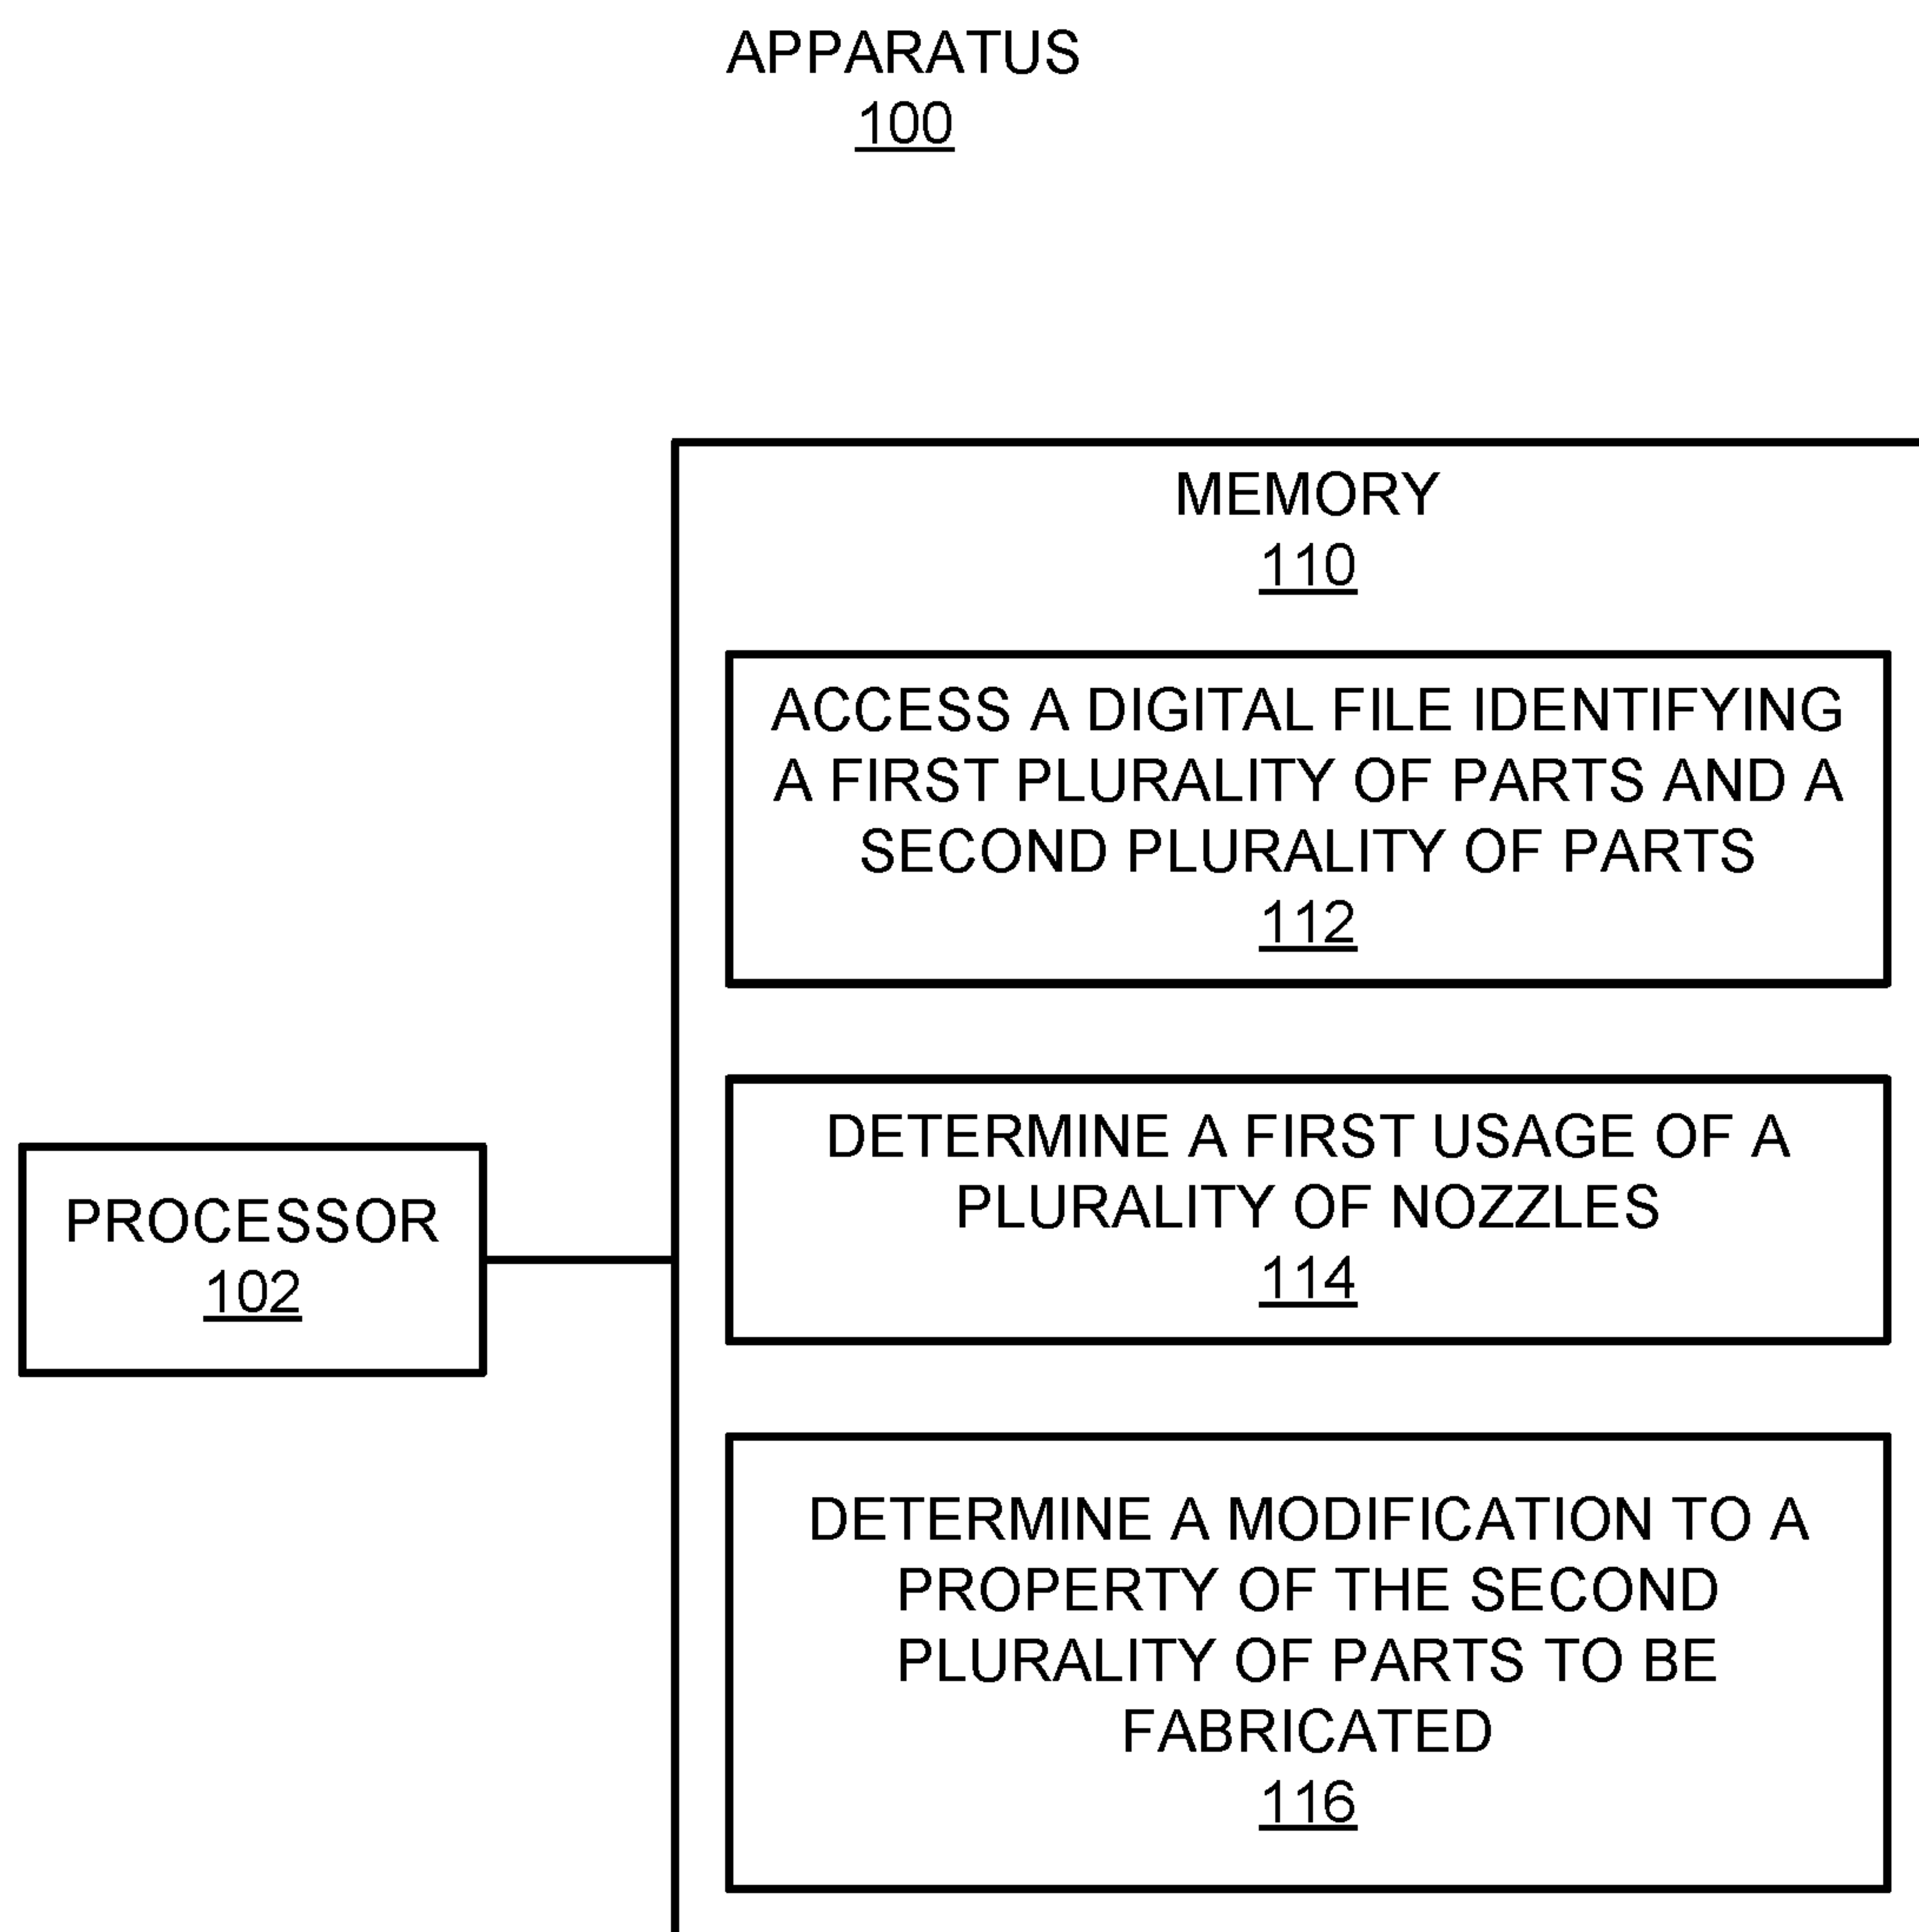 APPARATUS
100
MEMORY
110
ACCESS A DIGITAL FILE IDENTIFYING
A FIRST PLURALITY OF PARTS AND A
SECOND PLURALITY OF PARTS
112
DETERMINE A FIRST USAGE OF A
PLURALITY OF NOZZLES
114
PROCESSOR
102
DETERMINE A MODIFICATION TO A
PROPERTY OF THE SECOND
PLURALITY OF PARTS TO BE
FABRICATED
116